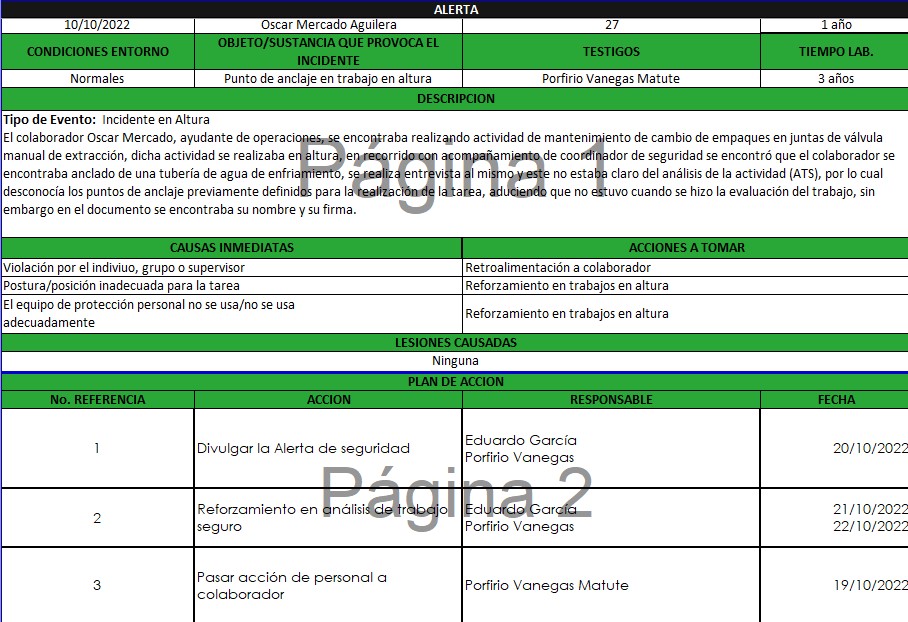 ALERTA
10/10/2022 Oscar Mercado Aguilera 27 1 año
CONDICIONES ENTORNO OBJETO/SUSTANCIA QUE PROVOCA EL INCIDENTE TESTIGOS TIEMPO LAB.
Normales Punto de anclaje en trabajo en altura Porfirio Vanegas Matute 3 años
DESCRIPCION
Tipo de Evento: Incidente en Altura
El colaborador Oscar Mercado, ayudante de operaciones, se encontraba realizando actividad de mantenimiento de cambio de empaques en juntas de válvula
manual de extracción, dicha actividad se realizaba en altura, en recorrido con acompañamiento de coordinador de seguridad se encontró que el colaborador se
encontraba anclado de una tubería de agua de enfriamiento, se realiza entrevista al mismo y este no estaba claro del análisis de la actividad (ATS), por lo cual
desconocía los puntos de anclaje previamente definidos para la realización de la tarea, aduciendo que no estuvo cuando se hizo la evaluación del trabajo, sin
embargo en el documento se encontraba su nombre y su firma.
Página 1
CAUSAS INMEDIATAS ACCIONES A TOMAR
Violación por el indiviuo, grupo o supervisor Retroalimentación a colaborador
Postura/posición inadecuada para la tarea Reforzamiento en trabajos en altura
El equipo de protección personal no se usa/no se usa
adecuadamente
Reforzamiento en trabajos en altura
LESIONES CAUSADAS
Ninguna
PLAN DE ACCION
No. REFERENCIA ACCION RESPONSABLE FECHA
1 Divulgar la Alerta de seguridad
Eduardo García
Porfirio Vanegas
20/10/2022
Página 2
2
Reforzamiento en análisis de trabajo
seguro
Eduardo García
Porfirio Vanegas
21/10/2022
22/10/2022
3
Pasar acción de personal a
colaborador
Porfirio Vanegas Matute
19/10/2022